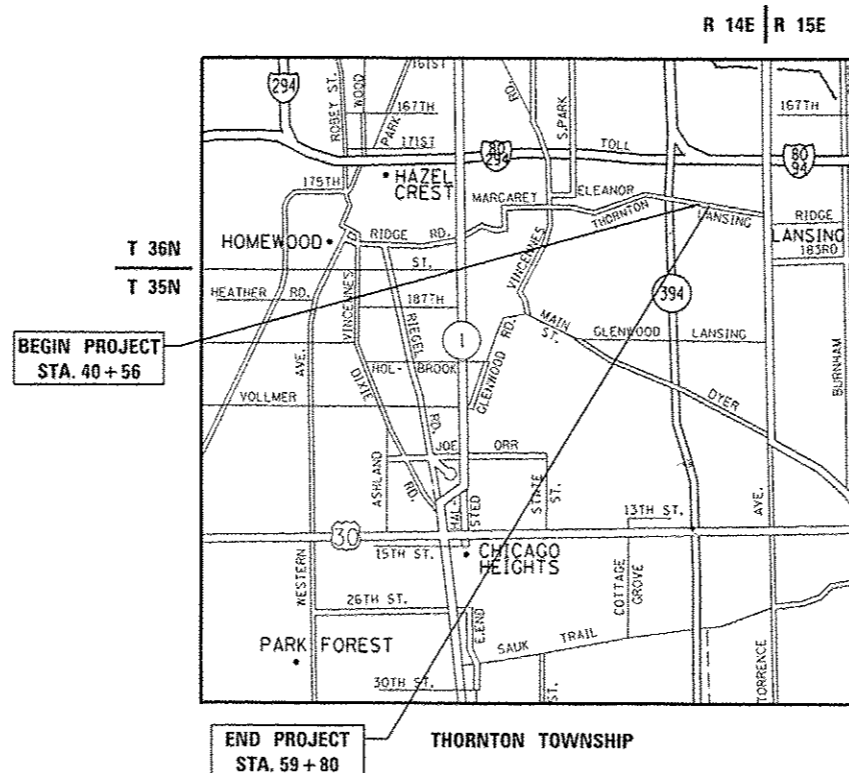 R 14E R 15E
161ST
294
ROBEY ST.
WOOD
PARK
167TH
RD.
S.PARK
167TH
171ST
80
294
TOLL
80
94
175TH
HAZEL
CREST
MARGARET
ELEANOR
THORNTON
LANSING
RIDGE
LANSING
183RD
HOMEWOOD
RIDGE RD.
VINCENNES
T 36N
ST.
T 35N
HEATHER RD.
VINCENNES
187TH
RIEGEL
RD.
394
MAIN
ST.
GLENWOOD LANSING
1
BEGIN PROJECT
STA. 40+56
AVE.
HOL- BROOK
GLENWOOD
RD.
BURNHAM
VOLLMER
DIXIE
RD.
DYER
JOE ORR
ASHLAND
HAL-
STED
STATE
ST.
AVE.
13TH ST.
30
15TH ST.
CHICAGO
HEIGHTS
WESTERN
COTTAGE
GROVE
26TH ST.
E.END
PARK FOREST
SAUK TRAIL
30TH ST.
ST.
TORRENCE
END PROJECT
STA. 59+80
THORNTON TOWNSHIP